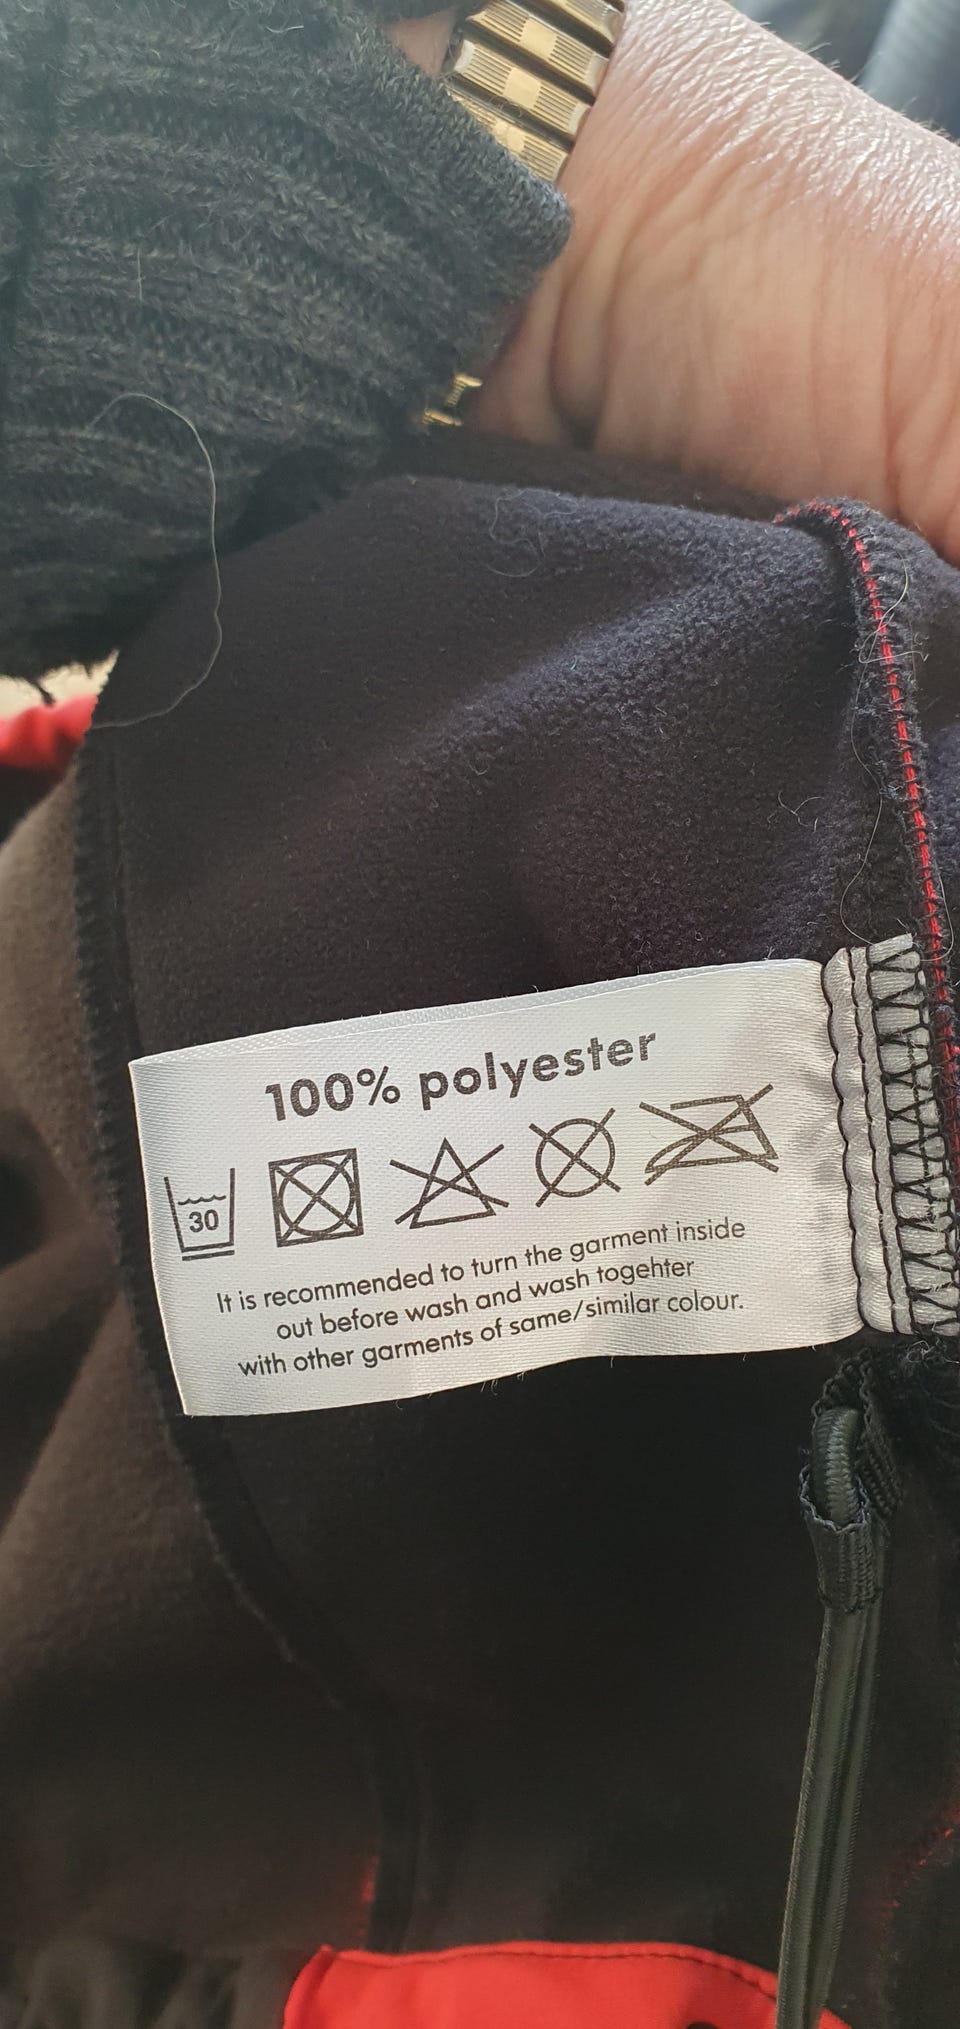 100% polyester
30
It is recommended to turn the garment inside
out before wash and wash togehter
with other garments of same/similar colour.